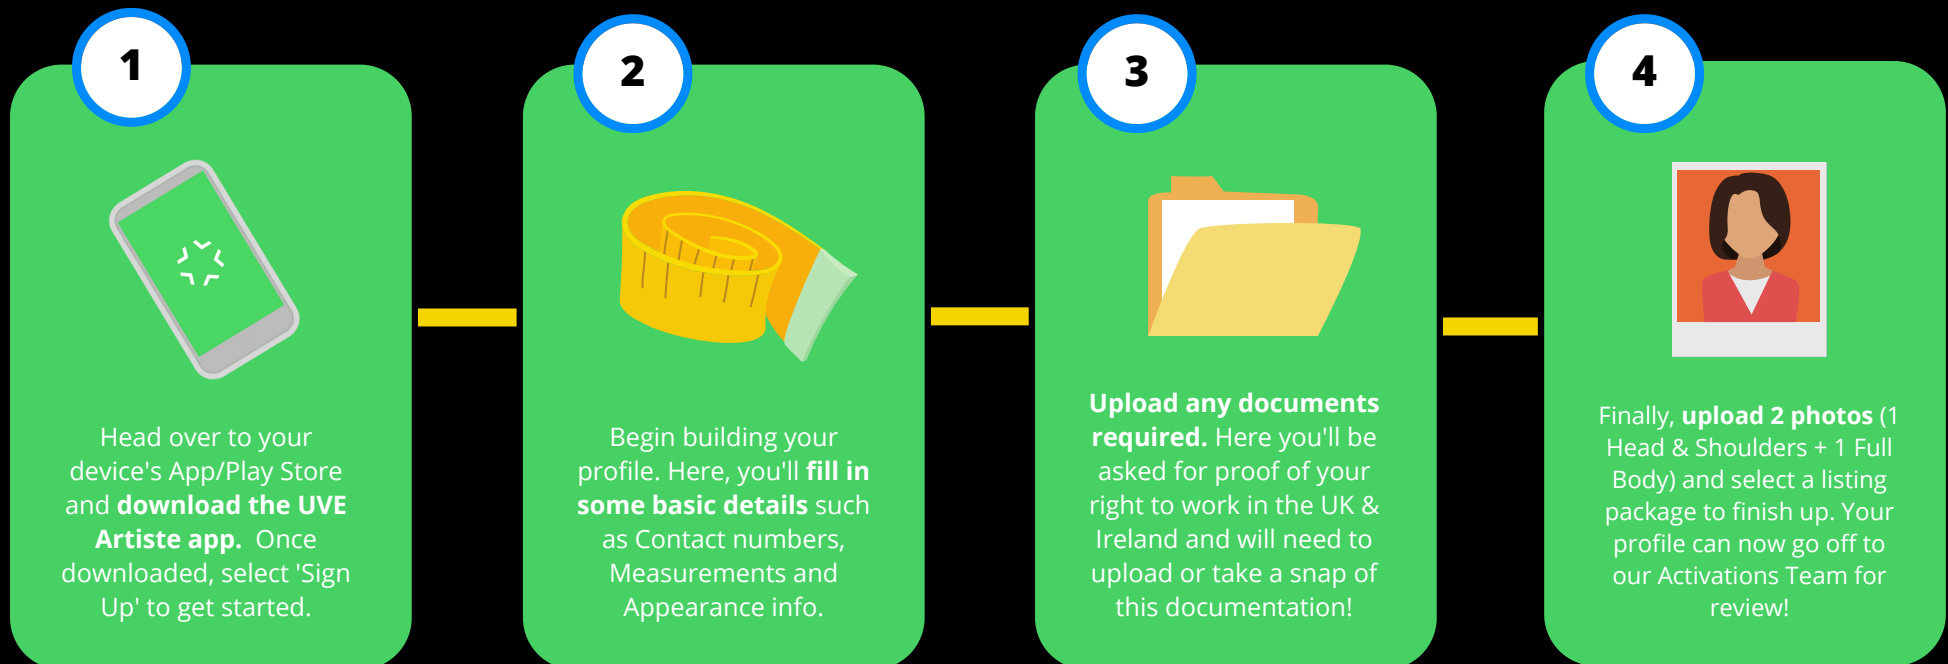 1
Head over to your
device's App/Play Store
and download the UVE
Artiste app.  Once
downloaded, select 'Sign
Up' to get started.
2
Begin building your
profile. Here, you'll fill in
some basic details such
as Contact numbers,
Measurements and
Appearance info.
3
Upload any documents
required. Here you'll be
asked for proof of your
right to work in the UK &
Ireland and will need to
upload or take a snap of
this documentation!
4
Finally, upload 2 photos (1
Head & Shoulders + 1 Full
Body) and select a listing
package to finish up. Your
profile can now go off to
our Activations Team for
review!